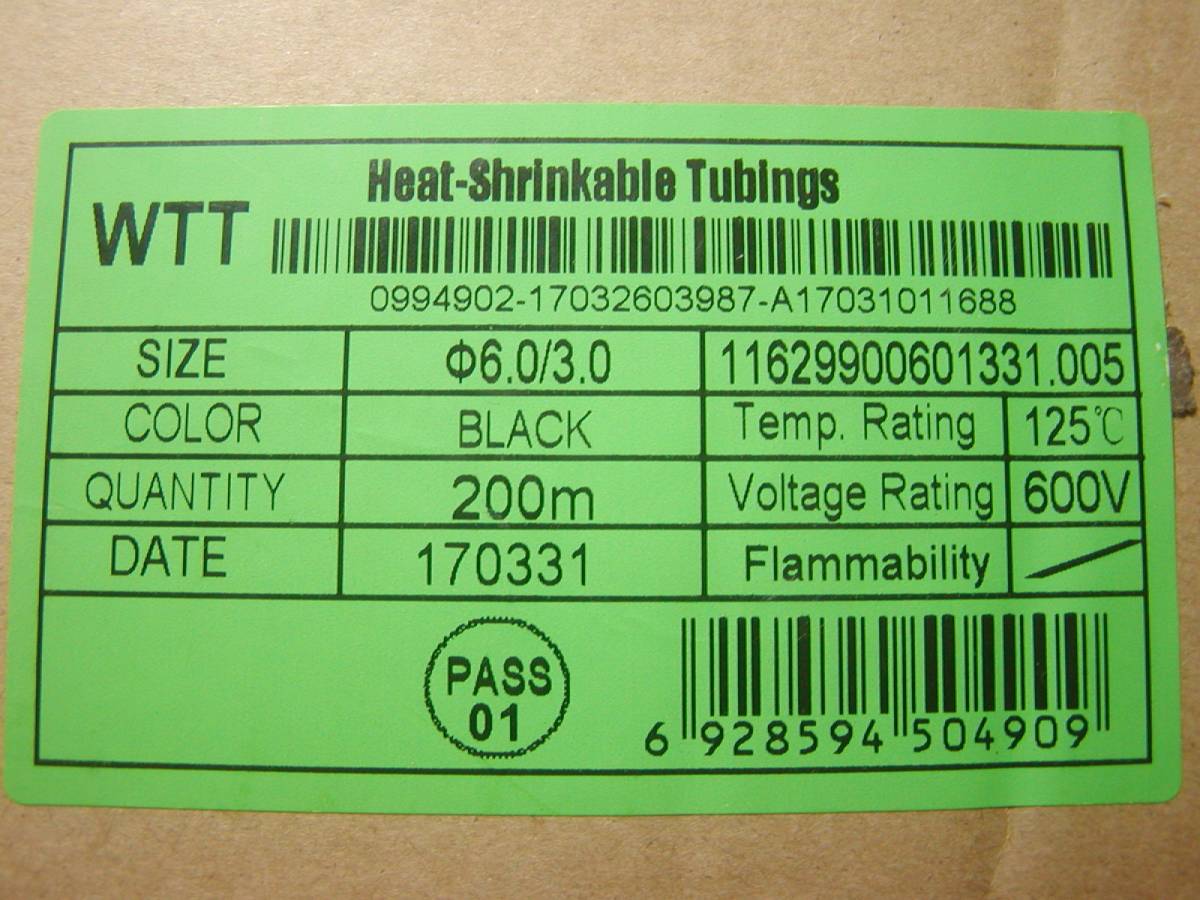 Heat-Shrinkable Tubings
WTT
0994902-17032603987-A17031011688
SIZE Φ6.0/3.0 11629900601331.005
COLOR BLACK Temp. Rating 125℃
QUANTITY 200m Voltage Rating 600V
DATE 170331 Flammability
PASS
01
6 928594 504909